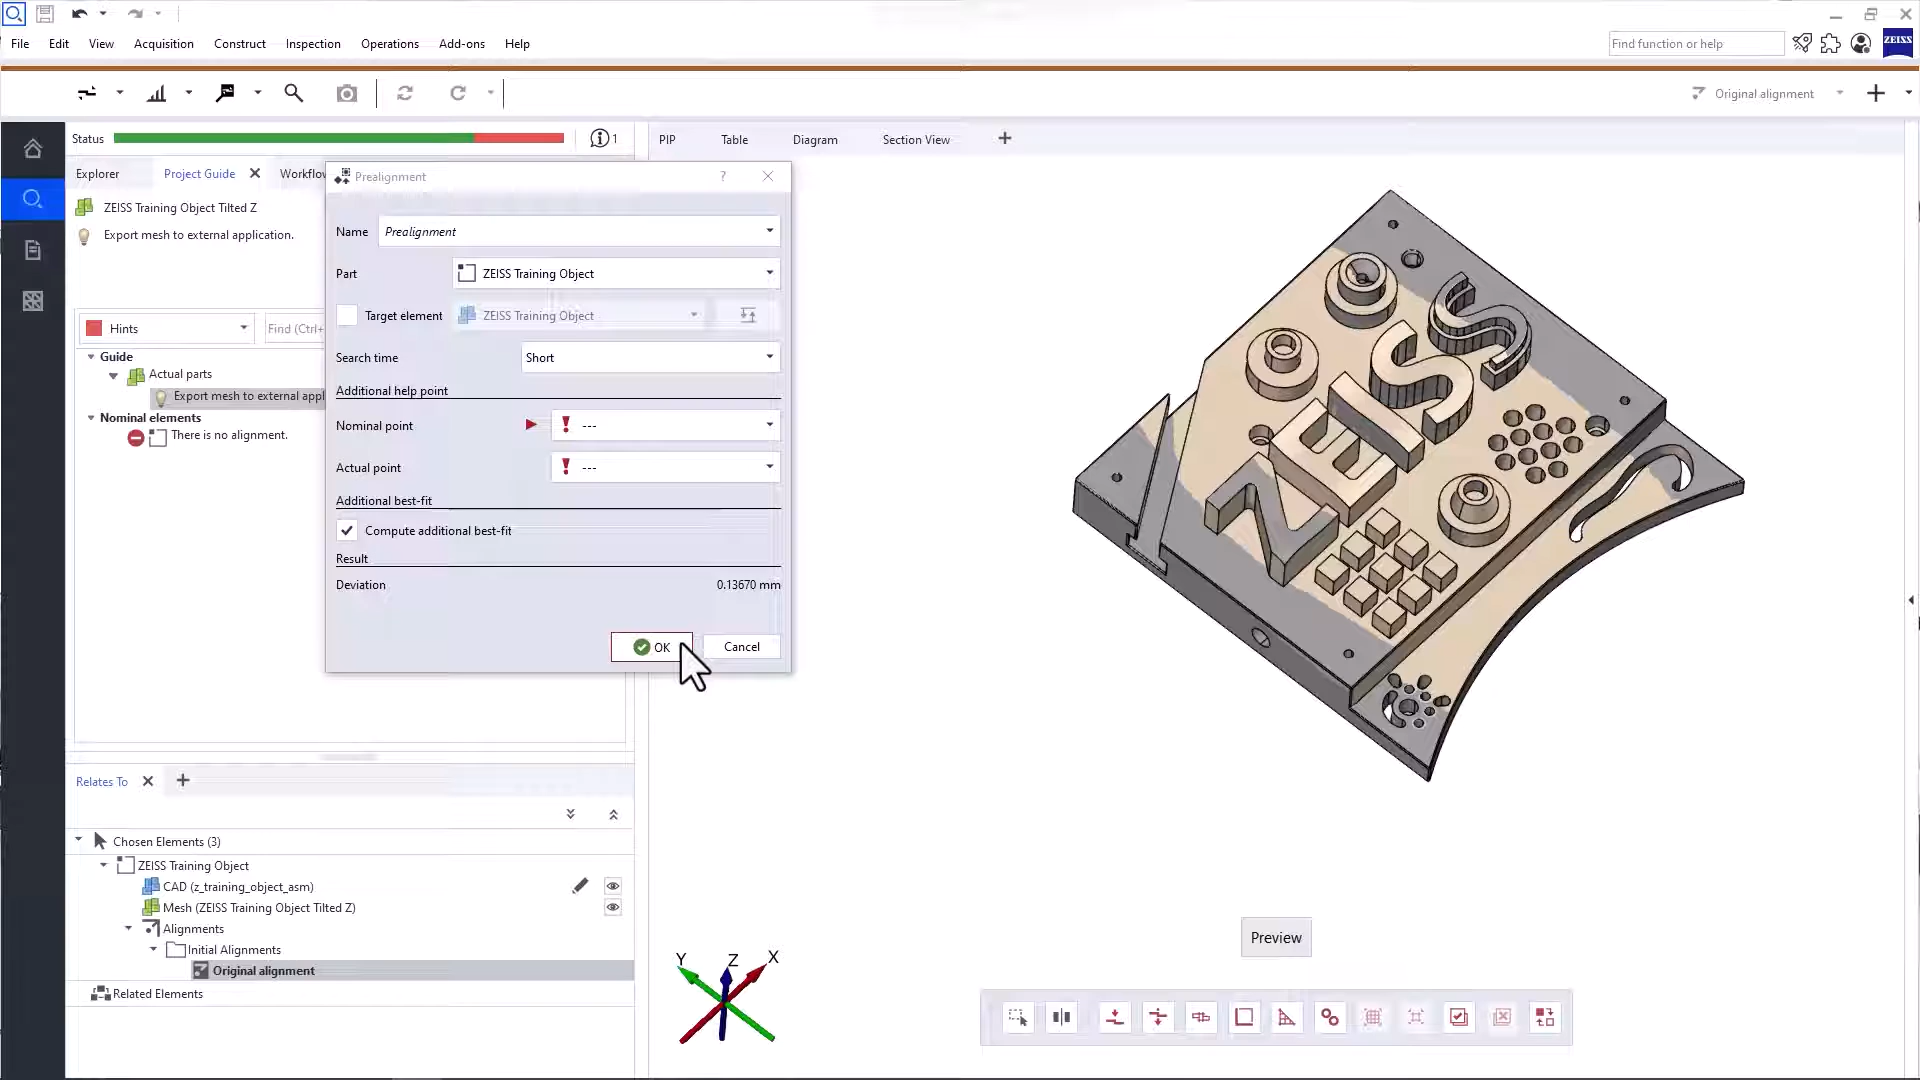 File Edit View Acquisition Construct Inspection Operations Add-ons Help
Find function or help
ZEISS
Original alignment
Status
1
PIP Table Diagram Section View
Explorer Project Guide
ZEISS Training Object Tilted Z
Export mesh to external application.
Hints
Find (Ctrl+
Guide
Actual parts
Export mesh to external appl
Nominal elements
There is no alignment.
Prealignment
?
Name Prealignment
Part ZEISS Training Object
Target element ZEISS Training Object
Search time Short
Additional help point
Nominal point ---
Actual point ---
Additional best-fit
Compute additional best-fit
Result
Deviation 0.13670 mm
OK Cancel
ZEISS
Relates To
Chosen Elements (3)
ZEISS Training Object
CAD (z_training_object_asm)
Mesh (ZEISS Training Object Tilted Z)
Alignments
Initial Alignments
Original alignment
Related Elements
Y Z X
Preview